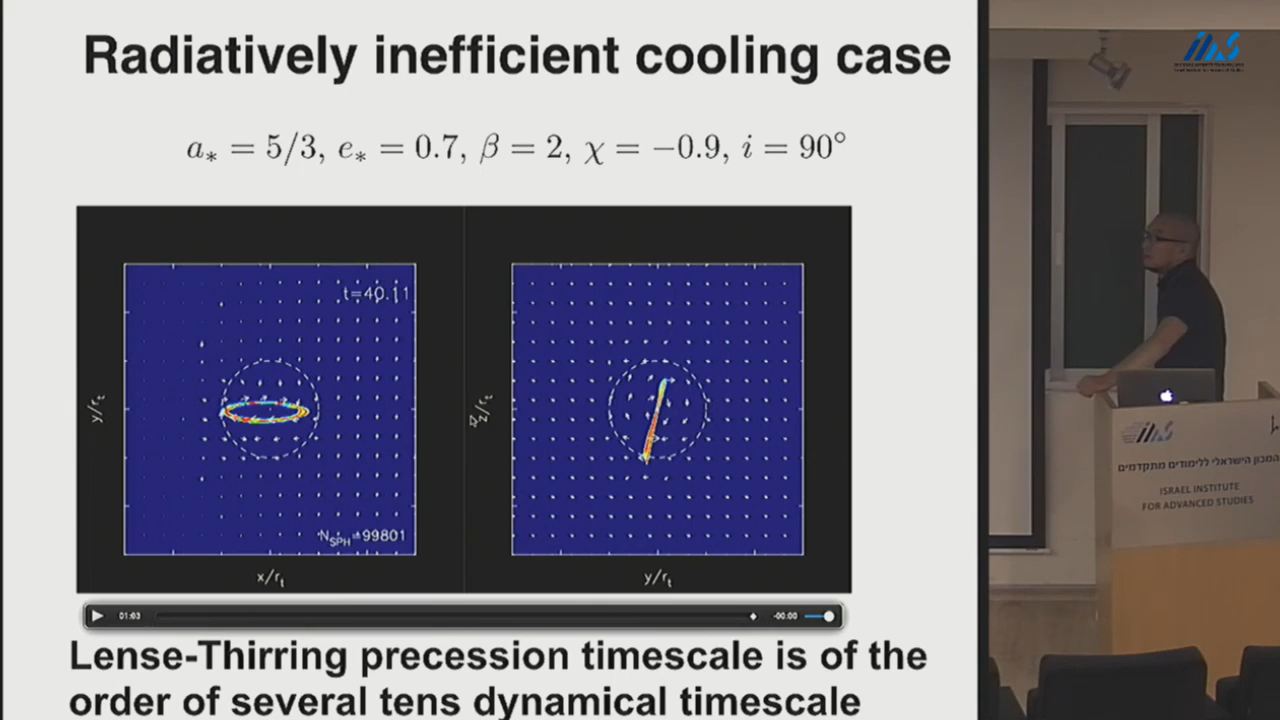 Radiatively inefficient cooling case
a* = 5/3, e* = 0.7, β = 2, χ = −0.9, i = 90°
t=40.11
y/rt
z/rt
NSPH=99801
x/rt
y/rt
01:03
-00:00
Lense-Thirring precession timescale is of the
order of several tens dynamical timescale
המכון הישראלי ללימודים מתקדמים
ISRAEL INSTITUTE
FOR ADVANCED STUDIES